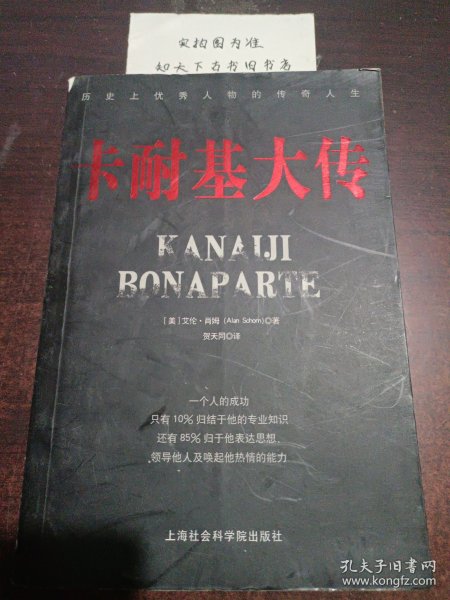 实拍图为准
知天下古书旧书店
历史上优秀人物的传奇人生
卡耐基大传
KANAIJI
BONAPARTE
[美]艾伦·肖姆(Alan Schom)◎著
贺天同◎译
一个人的成功
只有10%归结于他的专业知识
还有85%归于他表达思想、
领导他人及唤起他热情的能力
上海社会科学院出版社
孔夫子旧书网
www.kongfz.com